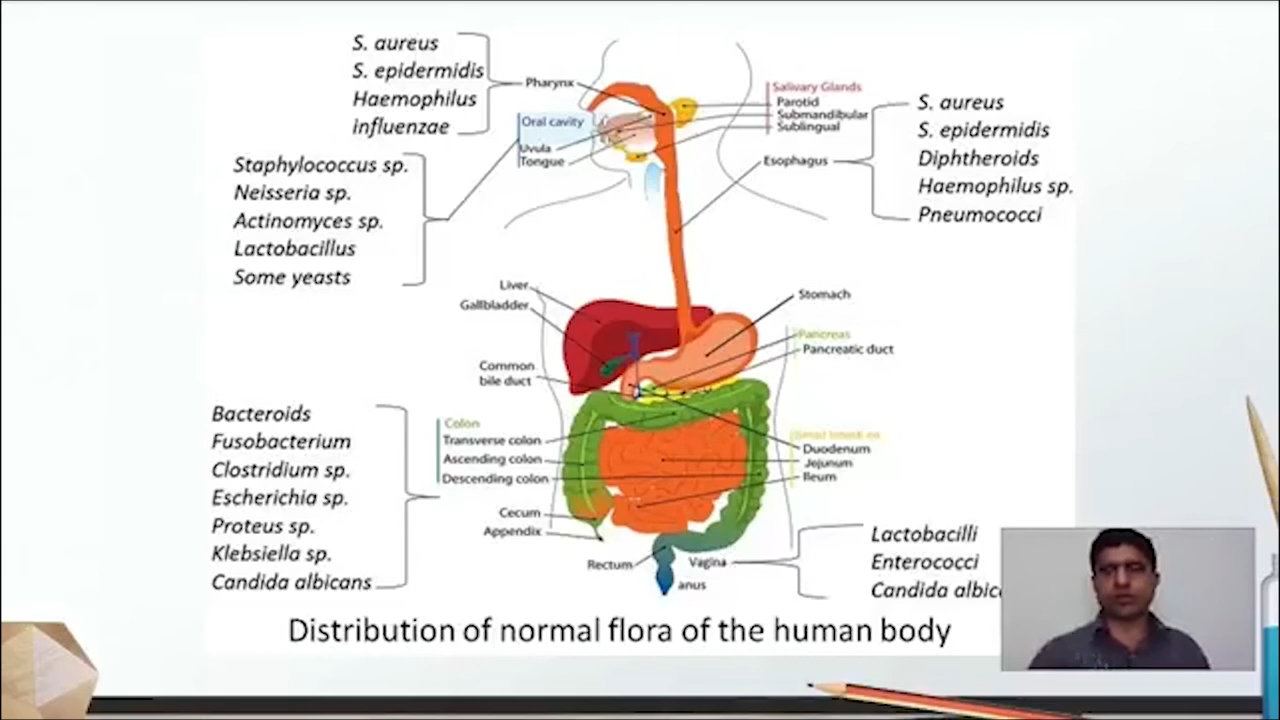 S. aureus
S. epidermidis
Haemophilus
influenzae
Pharynx
Oral cavity
Uvula
Tongue
Salivary Glands
Parotid
Submandibular
Sublingual
Esophagus
S. aureus
S. epidermidis
Diphtheroids
Haemophilus sp.
Pneumococci
Staphylococcus sp.
Neisseria sp.
Actinomyces sp.
Lactobacillus
Some yeasts
Liver
Gallbladder
Common
bile duct
Stomach
Pancreas
Pancreatic duct
Bacteroids
Fusobacterium
Clostridium sp.
Escherichia sp.
Proteus sp.
Klebsiella sp.
Candida albicans
Colon
Transverse colon
Ascending colon
Descending colon
Cecum
Appendix
Duodenum
Jejunum
Ileum
Rectum
Vagina
anus
Lactobacilli
Enterococci
Candida
Distribution of normal flora of the human body